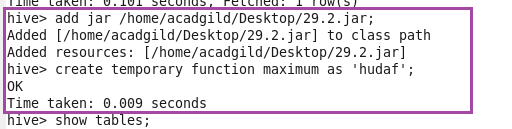 Time taken: 0.101 seconds, Fetched: 1 row(s)
hive> add jar /home/acadgild/Desktop/29.2.jar;
Added [/home/acadgild/Desktop/29.2.jar] to class path
Added resources: [/home/acadgild/Desktop/29.2.jar]
hive> create temporary function maximum as 'hudaf';
OK
Time taken: 0.009 seconds
hive> show tables;